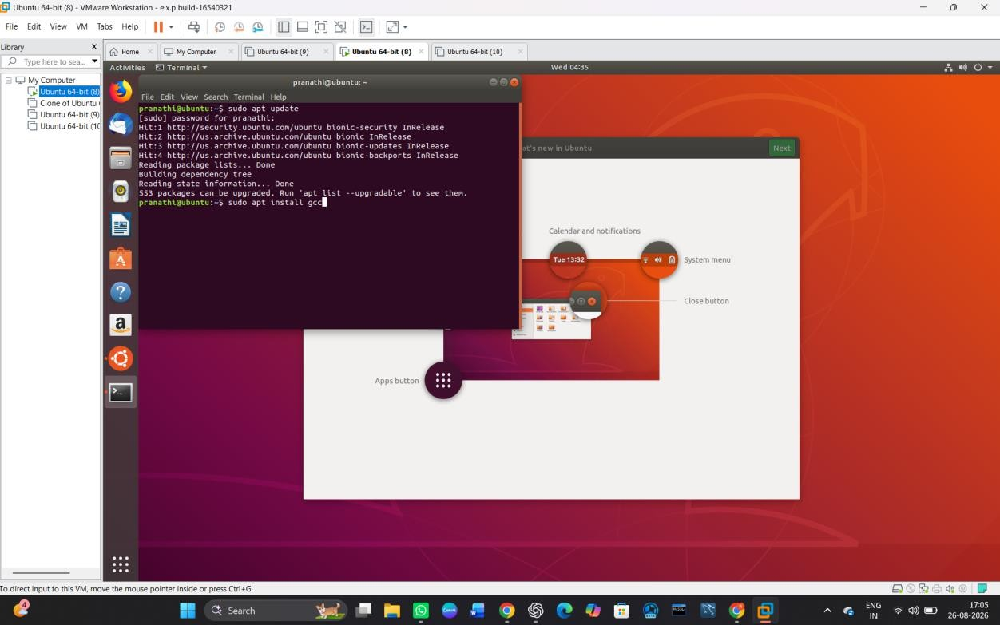 Ubuntu 64-bit (8) - VMware Workstation - e.x.p build-16540321
File Edit View VM Tabs Help
Library
Type here to sea...
Home
My Computer
Ubuntu 64-bit (9)
Ubuntu 64-bit (8)
Ubuntu 64-bit (10)
My Computer
Ubuntu 64-bit (8)
Clone of Ubuntu
Ubuntu 64-bit (9)
Ubuntu 64-bit (10
Activities
Terminal
Wed 04:35
pranathi@ubuntu: ~
File Edit View Search Terminal Help
pranathi@ubuntu:~$ sudo apt update
[sudo] password for pranathi:
Hit:1 http://security.ubuntu.com/ubuntu bionic-security InRelease
Hit:2 http://us.archive.ubuntu.com/ubuntu bionic InRelease
Hit:3 http://us.archive.ubuntu.com/ubuntu bionic-updates InRelease
Hit:4 http://us.archive.ubuntu.com/ubuntu bionic-backports InRelease
Reading package lists... Done
Building dependency tree
Reading state information... Done
553 packages can be upgraded. Run 'apt list --upgradable' to see them.
pranathi@ubuntu:~$ sudo apt install gcc
at's new in Ubuntu
Next
Calendar and notifications
Tue 13:32
System menu
Close button
Apps button
To direct input to this VM, move the mouse pointer inside or press Ctrl+G.
4
Search
Canva
MySQL
ENG
IN
17:05
26-08-2026